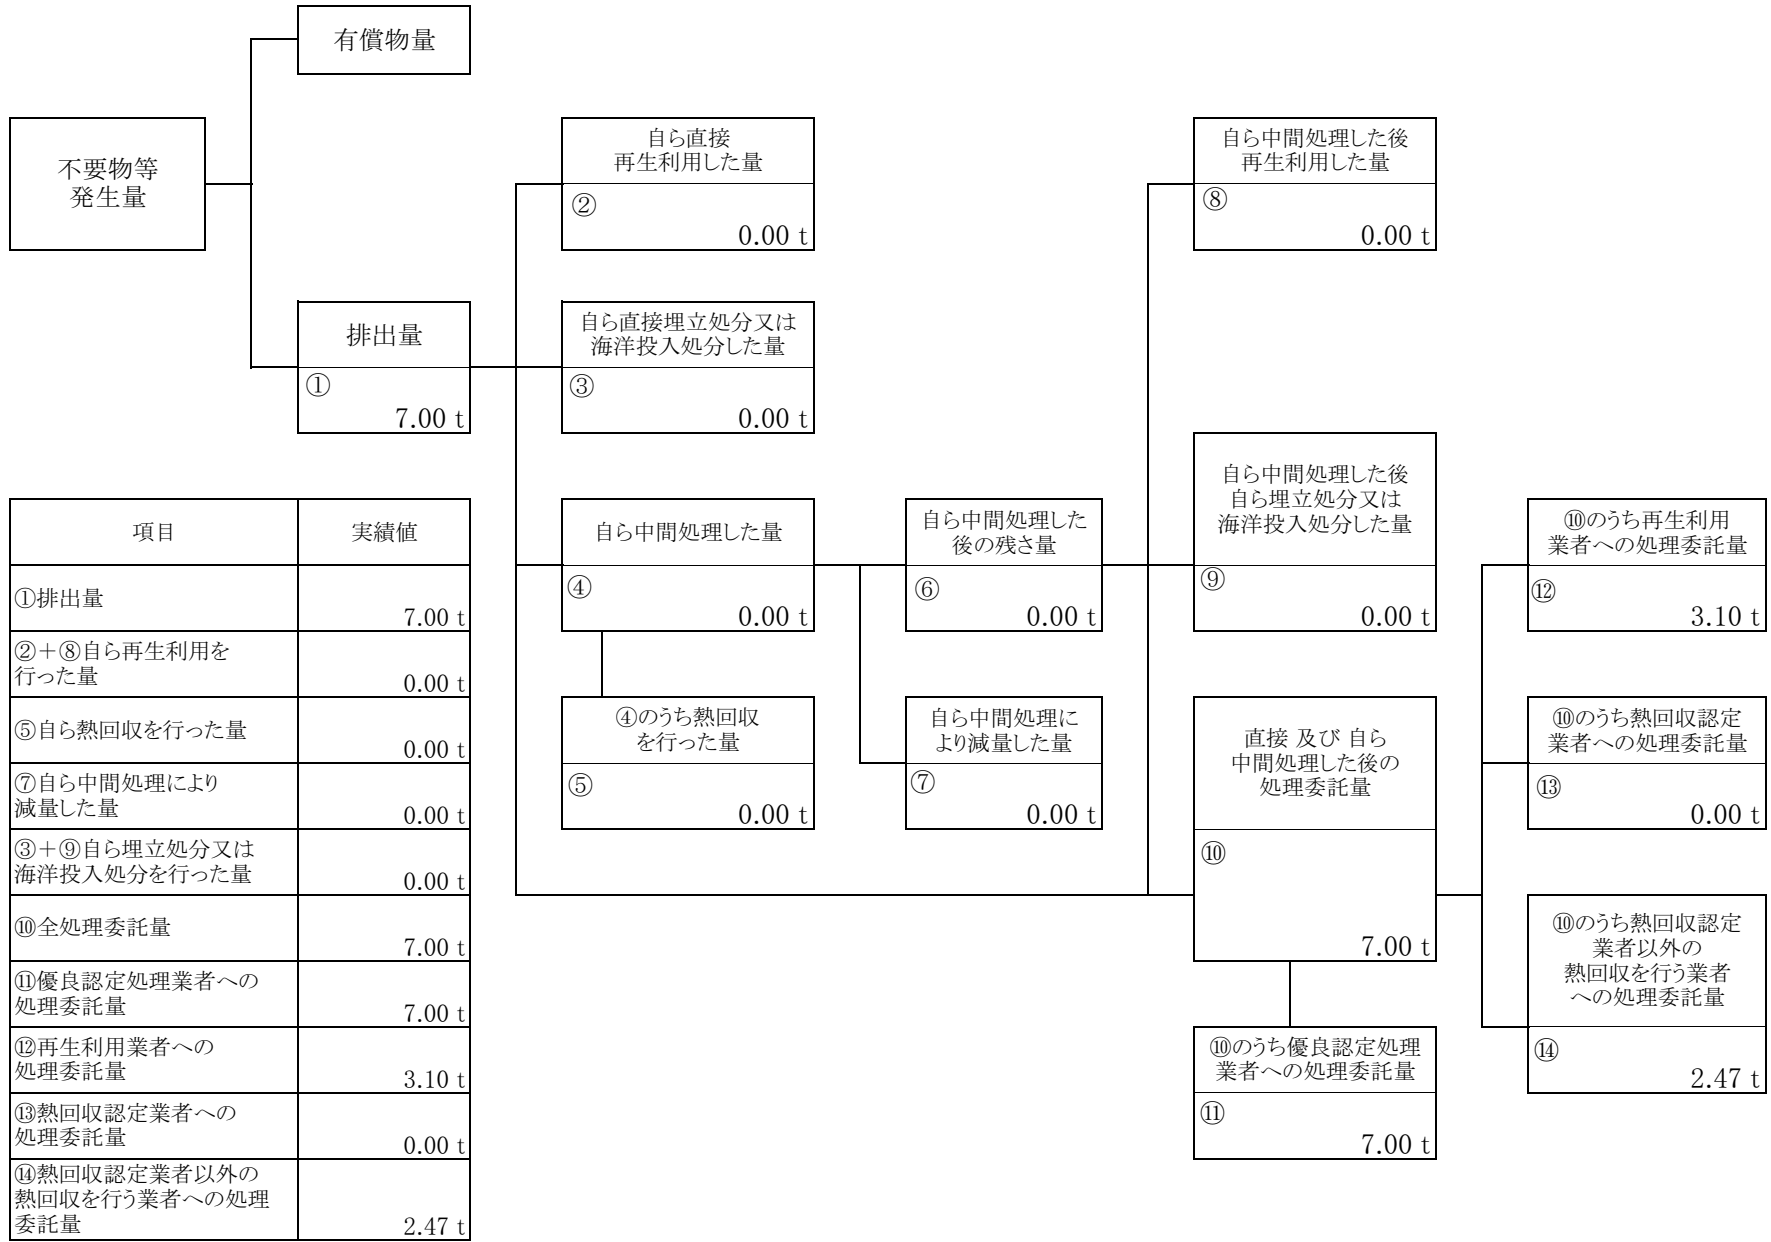 有償物量
不要物等
発生量
自ら直接
再生利用した量
②
0.00 t
自ら中間処理した後
再生利用した量
⑧
0.00 t
排出量
①
7.00 t
自ら直接埋立処分又は
海洋投入処分した量
③
0.00 t
自ら中間処理した量
④
0.00 t
自ら中間処理した
後の残さ量
⑥
0.00 t
自ら中間処理した後
自ら埋立処分又は
海洋投入処分した量
⑨
0.00 t
⑩のうち再生利用
業者への処理委託量
⑫
3.10 t
④のうち熱回収
を行った量
⑤
0.00 t
自ら中間処理に
より減量した量
⑦
0.00 t
直接 及び 自ら
中間処理した後の
処理委託量
⑩
7.00 t
⑩のうち熱回収認定
業者への処理委託量
⑬
0.00 t
⑩のうち熱回収認定
業者以外の
熱回収を行う業者
への処理委託量
⑭
2.47 t
⑩のうち優良認定処理
業者への処理委託量
⑪
7.00 t
項目 実績値
①排出量
7.00 t
②+⑧自ら再生利用を
行った量
0.00 t
⑤自ら熱回収を行った量
0.00 t
⑦自ら中間処理により
減量した量
0.00 t
③+⑨自ら埋立処分又は
海洋投入処分を行った量
0.00 t
⑩全処理委託量
7.00 t
⑪優良認定処理業者への
処理委託量
7.00 t
⑫再生利用業者への
処理委託量
3.10 t
⑬熱回収認定業者への
処理委託量
0.00 t
⑭熱回収認定業者以外の
熱回収を行う業者への処理
委託量
2.47 t